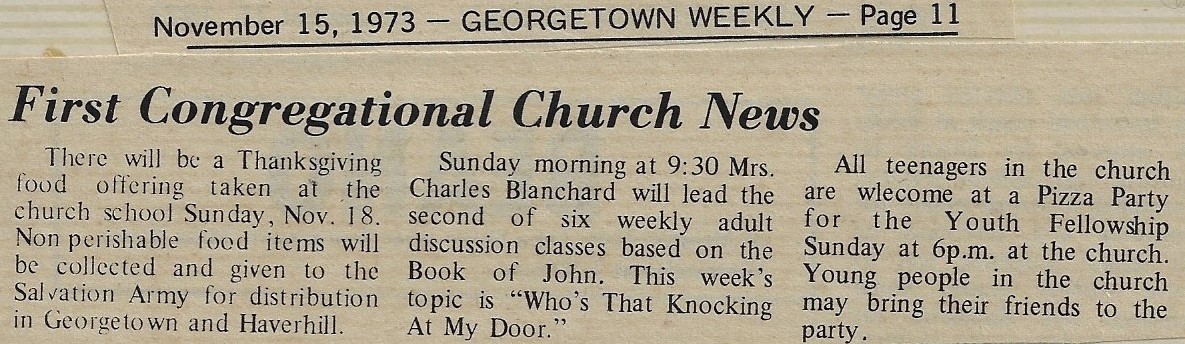 November 15, 1973 — GEORGETOWN WEEKLY — Page 11
First Congregational Church News
There will be a Thanksgiving
food offering taken at the
church school Sunday, Nov. 18.
Non perishable food items will
be collected and given to the
Salvation Army for distribution
in Georgetown and Haverhill.
Sunday morning at 9:30 Mrs.
Charles Blanchard will lead the
second of six weekly adult
discussion classes based on the
Book of John. This week's
topic is "Who's That Knocking
At My Door."
All teenagers in the church
are wlecome at a Pizza Party
for the Youth Fellowship
Sunday at 6p.m. at the church.
Young people in the church
may bring their friends to the
party.